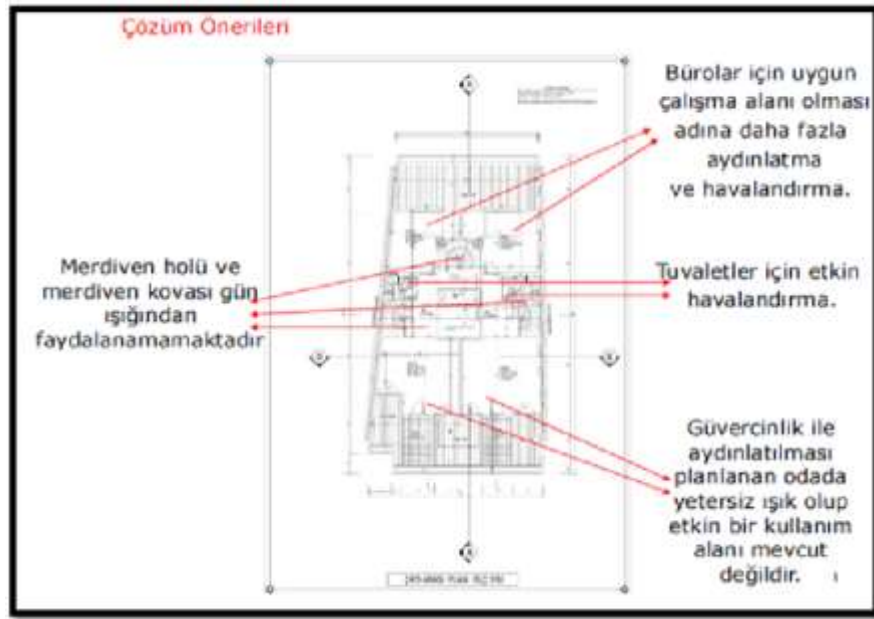 Çözüm Önerileri
Bürolar için uygun
çalışma alanı olması
adına daha fazla
aydınlatma
ve havalandırma.
Merdiven holü ve
merdiven kovası gün
ışığından
faydalanamamaktadır
Tuvaletler için etkin
havalandırma.
Güvercinlik ile
aydınlatılması
planlanan odada
yetersiz ışık olup
etkin bir kullanım
alanı mevcut
değildir.